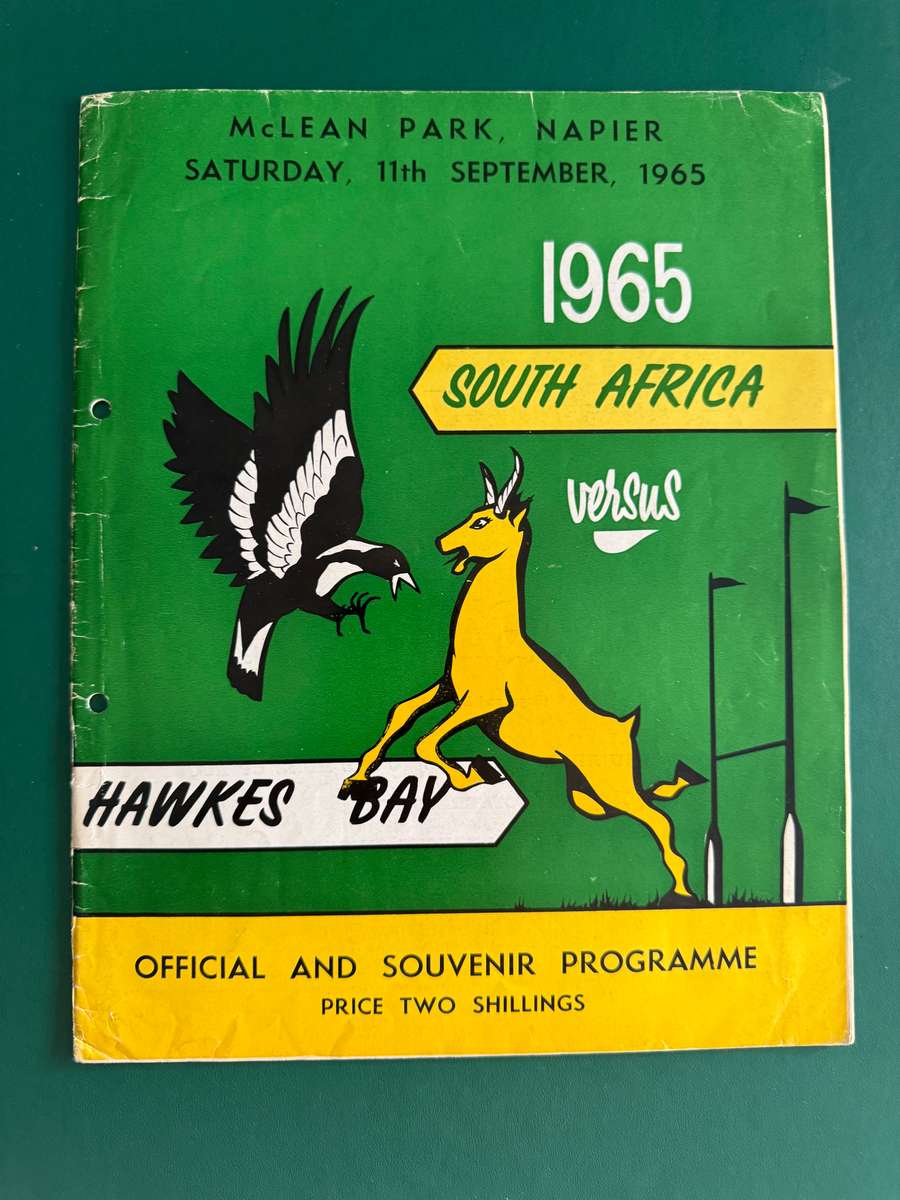 McLEAN PARK, NAPIER
SATURDAY, 11th SEPTEMBER, 1965
1965
SOUTH AFRICA
versus
HAWKES BAY
OFFICIAL AND SOUVENIR PROGRAMME
PRICE TWO SHILLINGS